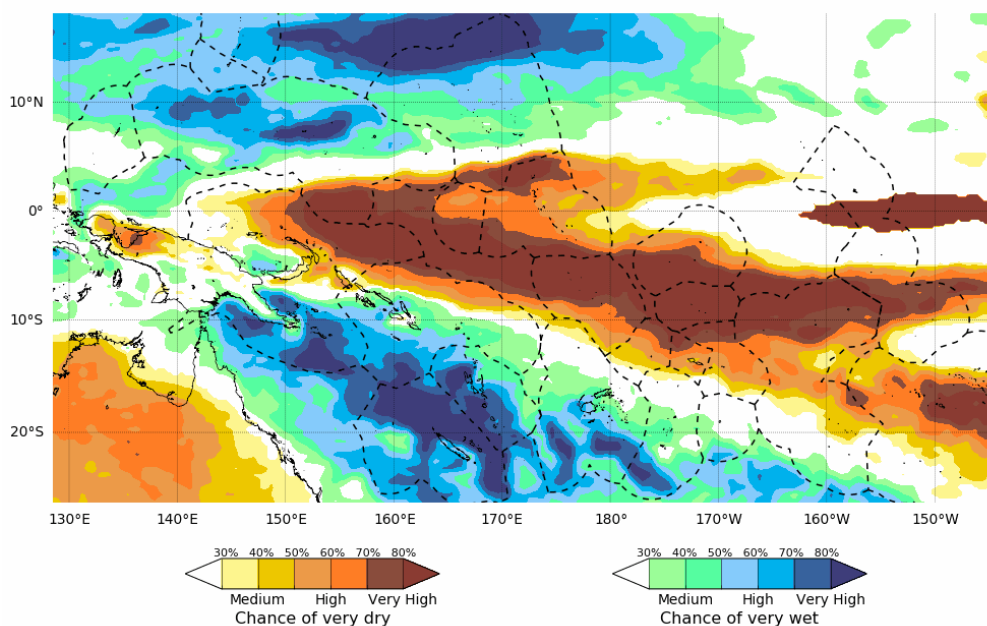 10°N
0°
10°S
20°S
130°E 140°E 150°E 160°E 170°E 180° 170°W 160°W 150°W
30% 40% 50% 60% 70% 80%
Medium High Very High
Chance of very dry
30% 40% 50% 60% 70% 80%
Medium High Very High
Chance of very wet